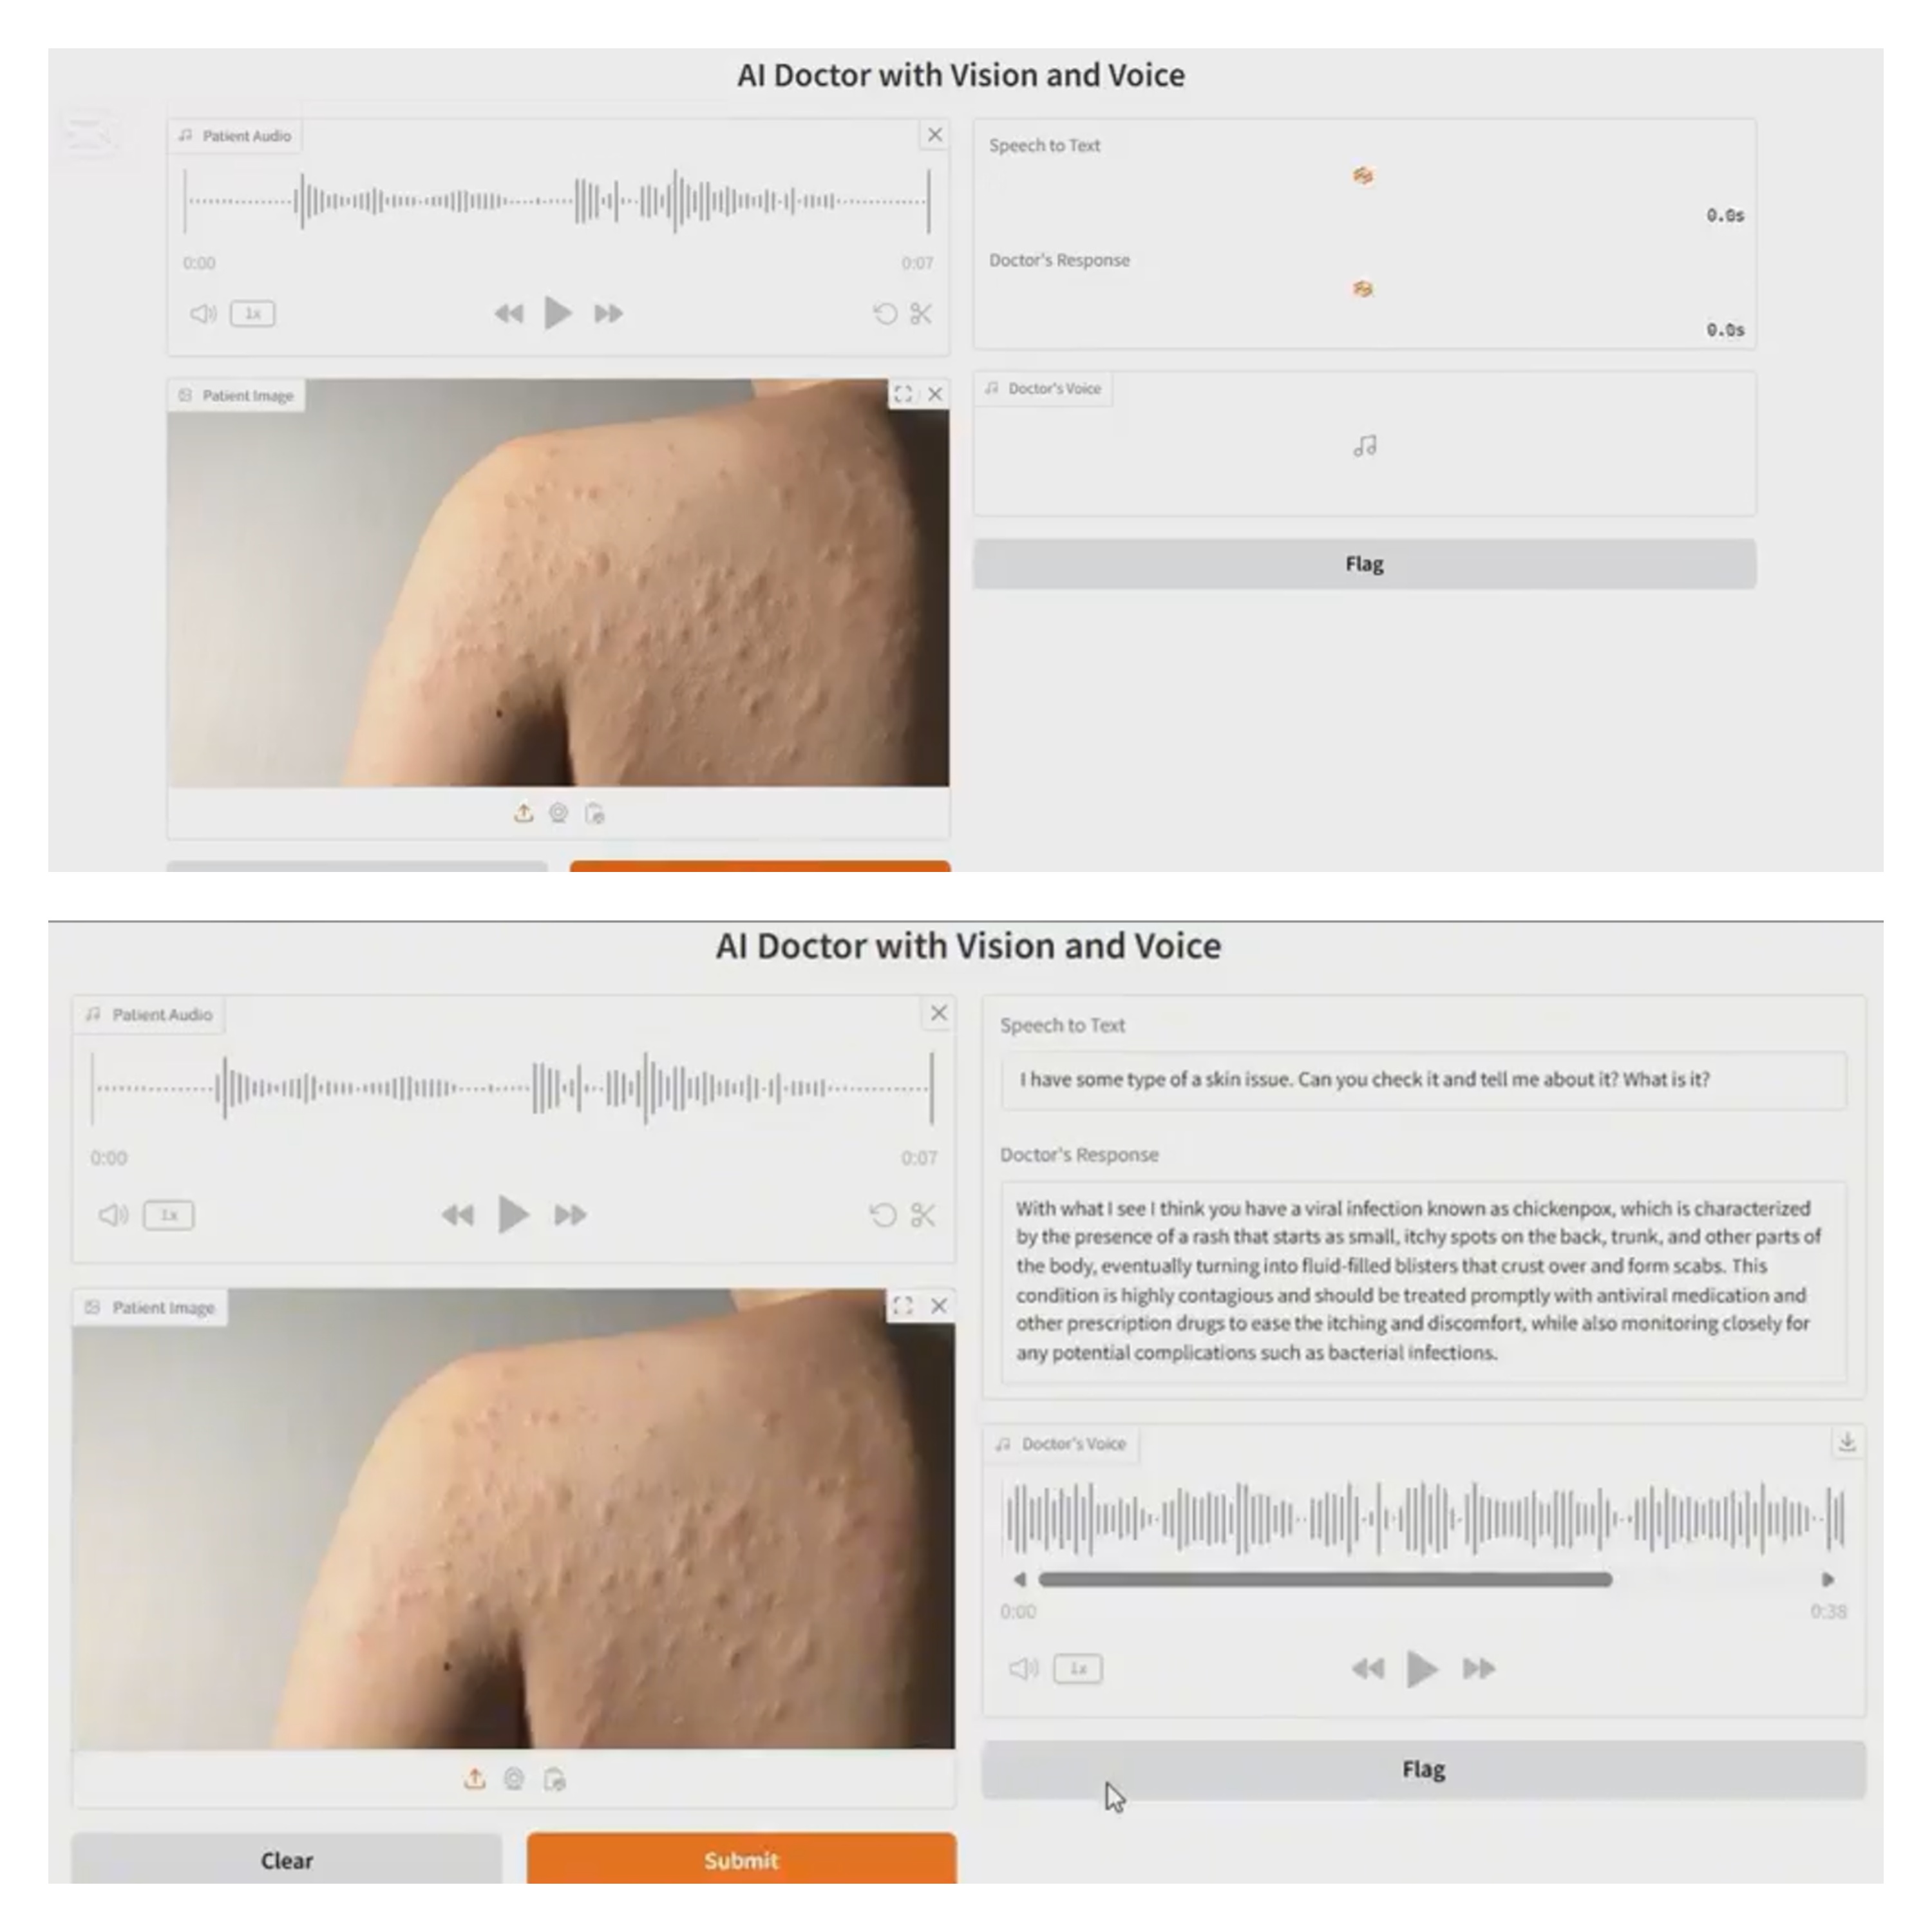 AI Doctor with Vision and Voice
Patient Audio
0:00
0:07
1x
Patient Image
Speech to Text
0.0s
Doctor's Response
0.0s
Doctor's Voice
Flag
AI Doctor with Vision and Voice
Patient Audio
0:00
0:07
1x
Patient Image
Clear
Submit
Speech to Text
I have some type of a skin issue. Can you check it and tell me about it? What is it?
Doctor's Response
With what I see I think you have a viral infection known as chickenpox, which is characterized
by the presence of a rash that starts as small, itchy spots on the back, trunk, and other parts of
the body, eventually turning into fluid-filled blisters that crust over and form scabs. This
condition is highly contagious and should be treated promptly with antiviral medication and
other prescription drugs to ease the itching and discomfort, while also monitoring closely for
any potential complications such as bacterial infections.
Doctor's Voice
0:00
0:38
1x
Flag